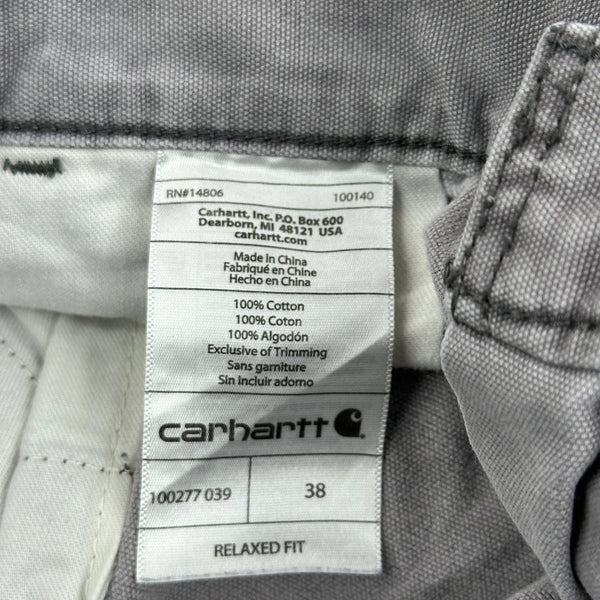 RN#14806 100140
Carhartt, Inc. P.O. Box 600
Dearborn, MI 48121 USA
carhartt.com
Made in China
Fabriqué en Chine
Hecho en China
100% Cotton
100% Coton
100% Algodón
Exclusive of Trimming
Sans garniture
Sin incluir adorno
carhartt
100277 039 38
RELAXED FIT